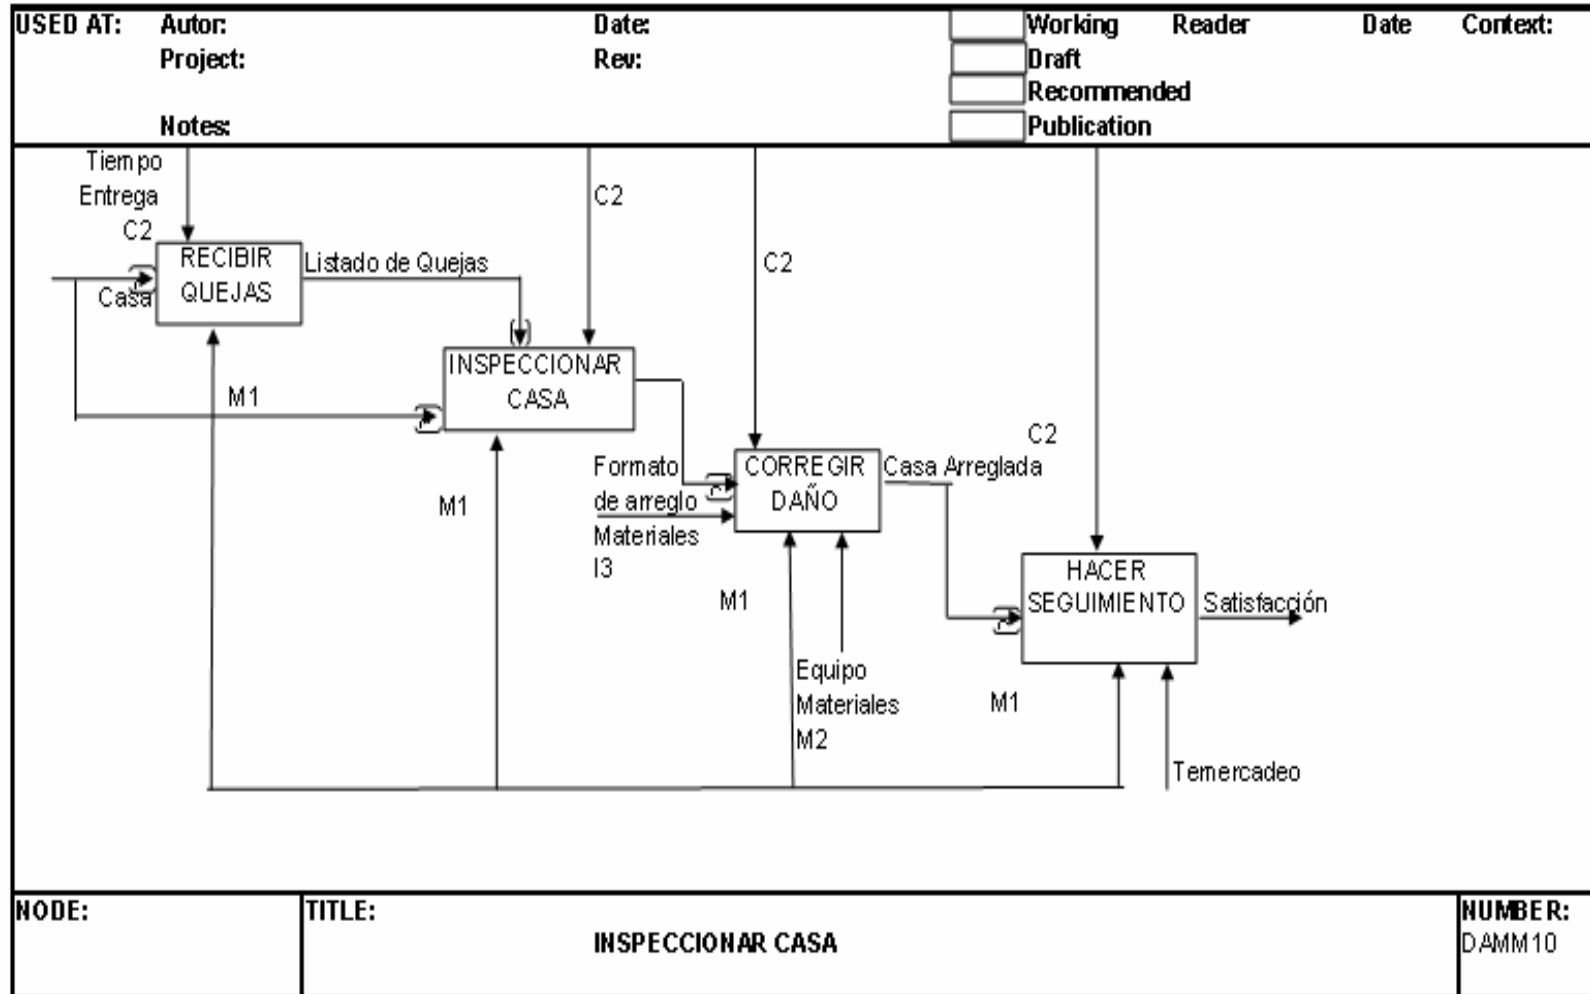 USED AT: Autor: Date: Working Reader Date Context:
Project: Rev: Draft
Recommended
Notes: Publication
Tiempo
Entrega
C2
C2
C2
RECIBIR
QUEJAS
Listado de Quejas
Casa
INSPECCIONAR
CASA
M1
C2
Formato
de arreglo
Materiales
I3
CORREGIR
DAÑO
Casa Arreglada
M1
M1
HACER
SEGUIMIENTO
Satisfacción
Equipo
Materiales
M2
M1
Temercadeo
NODE: TITLE: NUMBER:
INSPECCIONAR CASA DAMM10